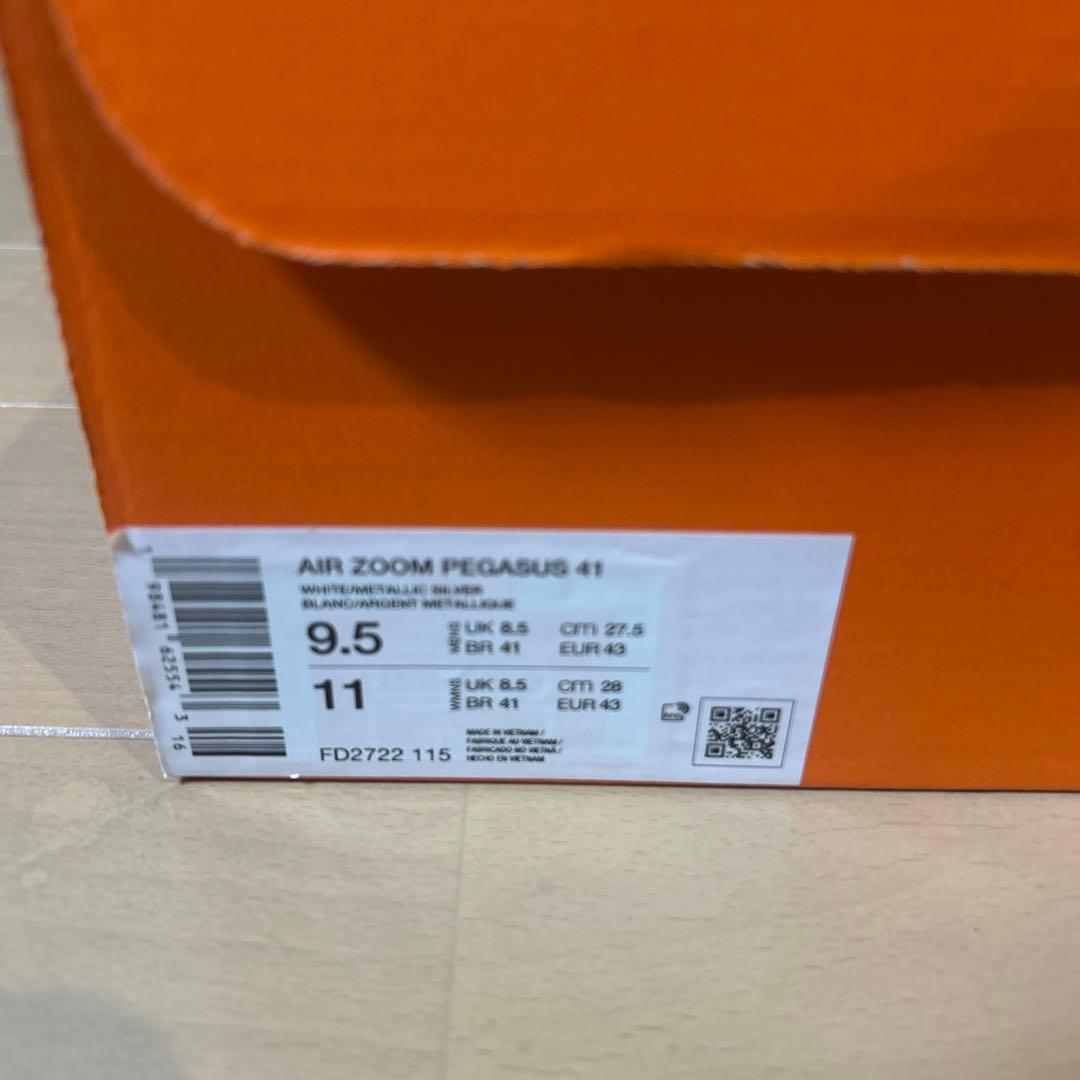 AIR ZOOM PEGASUS 41
WHITE/METALLIC SILVER
BLANC/ARGENT METALLIQUE
9.5 MENS UK 8.5 cm 27.5
BR 41 EUR 43
11 WMNS UK 8.5 cm 28
BR 41 EUR 43
FD2722 115
MADE IN VIETNAM /
FABRIQUE AU VIETNAM /
FABRICADO NO VIETNÃ /
HECHO EN VIETNAM